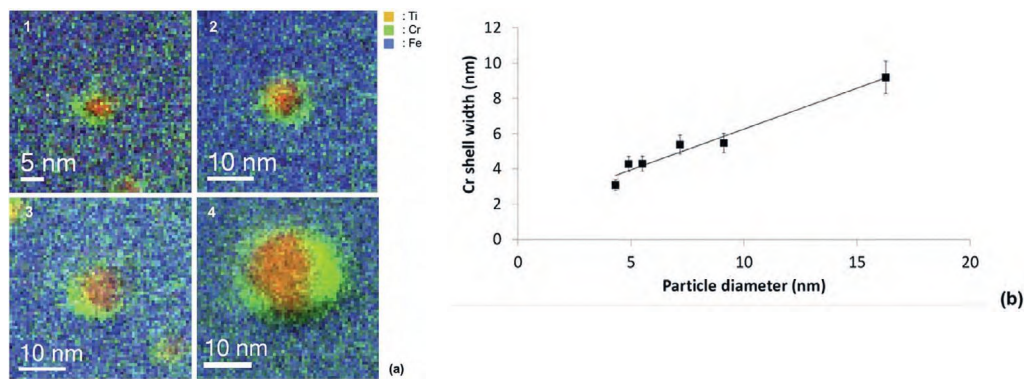 1
2
5 nm
10 nm
3
4
10 nm
10 nm
: Ti
: Cr
: Fe
(a)
12
10
8
6
4
2
0
Cr shell width (nm)
0 5 10 15 20
Particle diameter (nm)
(b)